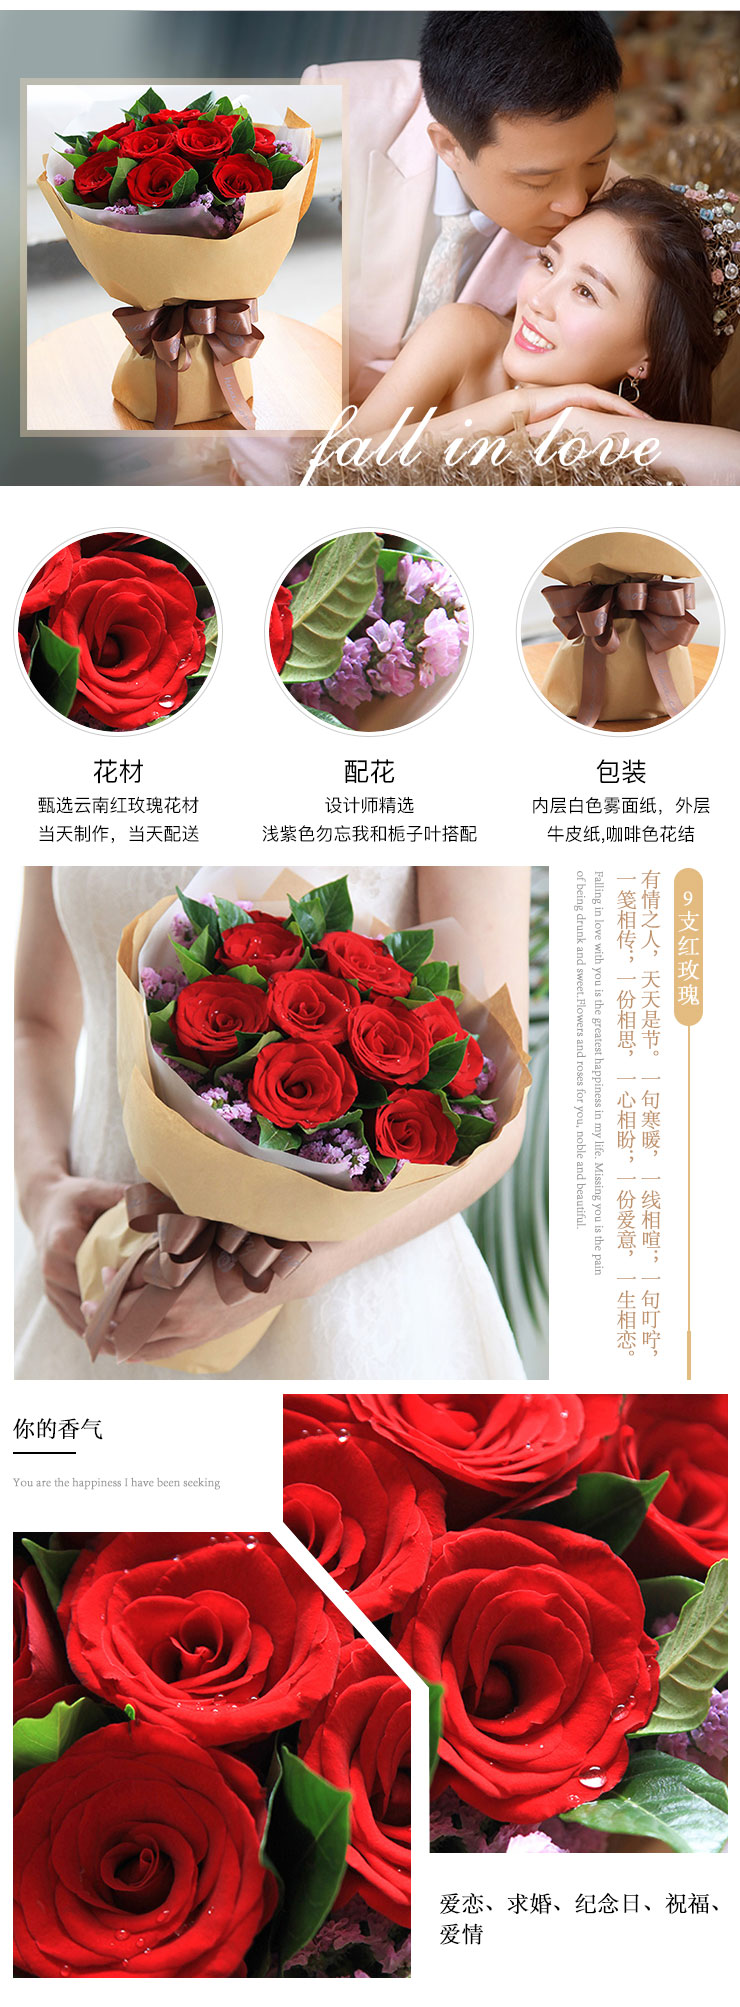 fall in love
花材
甄选云南红玫瑰花材
当天制作，当天配送
配花
设计师精选
浅紫色勿忘我和栀子叶搭配
包装
内层白色雾面纸，外层
牛皮纸,咖啡色花结
9支红玫瑰
有情之人，天天是节。一句寒暖，一线相喧；一句叮咛，
一笺相传；一份相思，一心相盼；一份爱意，一生相恋。
Falling in love with you is the greatest happiness in my life. Missing you is the pain
of being drunk and sweet.Flowers and roses for you, noble and beautiful.
你的香气
You are the happiness I have been seeking
爱恋、求婚、纪念日、祝福、
爱情